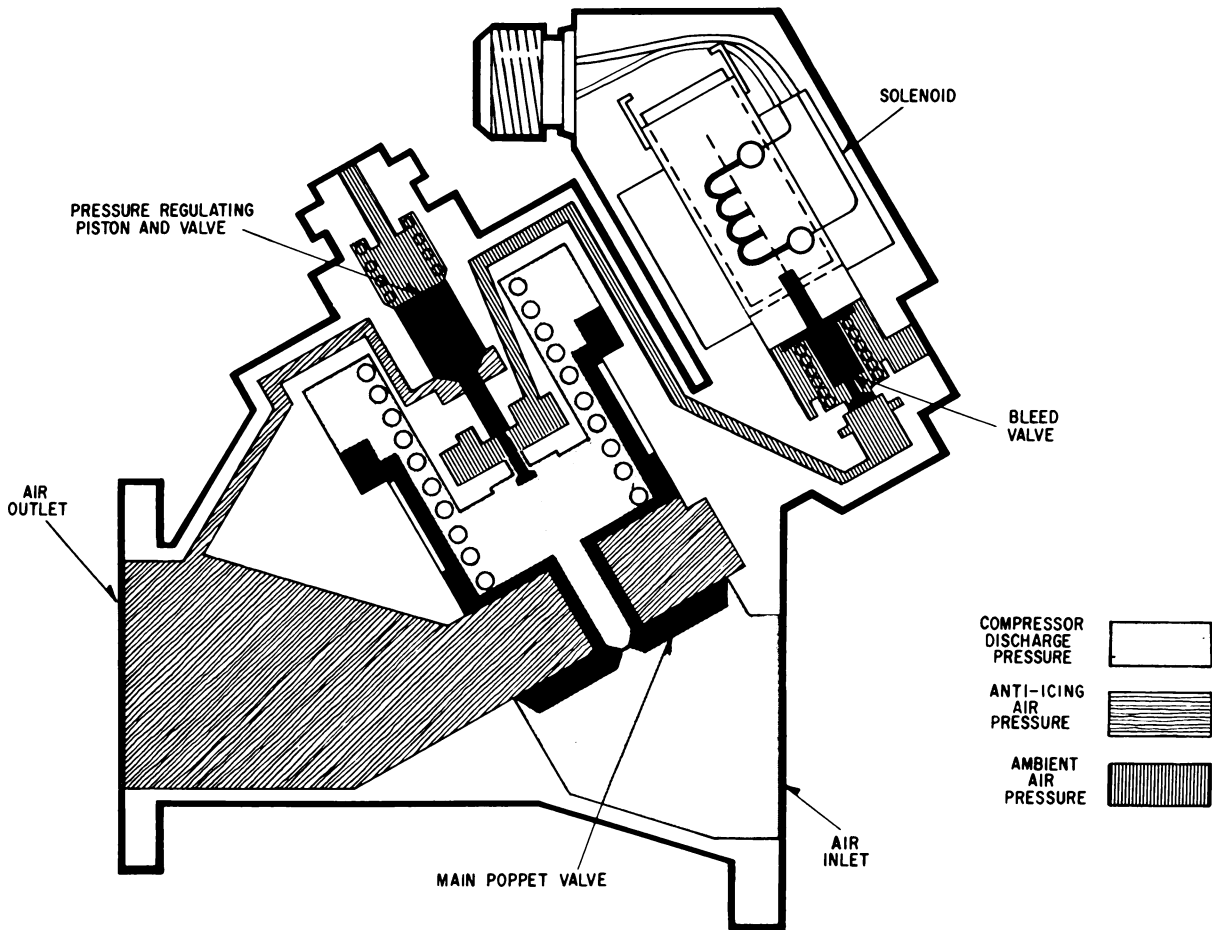 SOLENOID
PRESSURE REGULATING
PISTON AND VALVE
BLEED
VALVE
AIR
OUTLET
COMPRESSOR
DISCHARGE
PRESSURE
ANTI-ICING
AIR
PRESSURE
AMBIENT
AIR
PRESSURE
AIR
INLET
MAIN POPPET VALVE